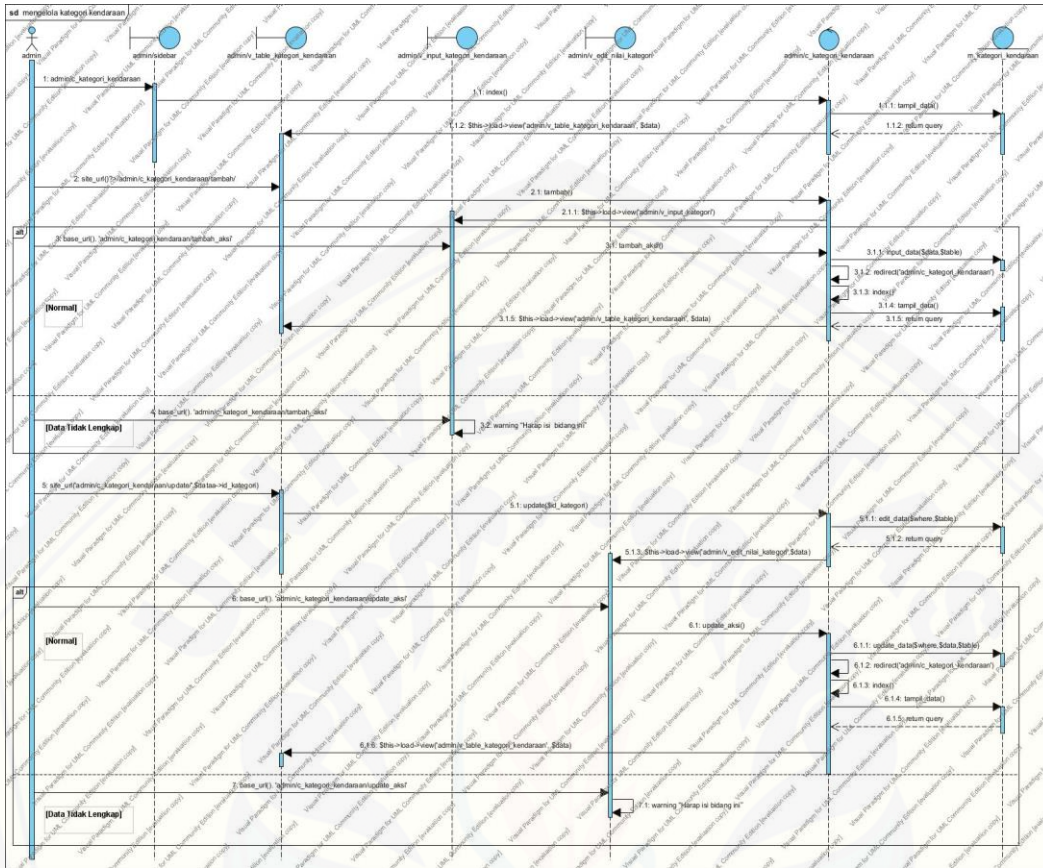 sd mengelola kategori kendaraan
admin
admin/sidebar
admin/v_table_kategori_kendaraan
admin/v_input_kategori_kendaraan
admin/v_edit_nilai_kategori
admin/c_kategori_kendaraan
m_kategori_kendaraan
1: admin/c_kategori_kendaraan
1.1: index()
1.1.1: tampil_data()
1.1.2: $this->load->view('admin/v_table_kategori_kendaraan', $data)
1.1.2: return query
2: site_url()?>/admin/c_kategori_kendaraan/tambah/
2.1: tambah()
2.1.1: $this->load->view('admin/v_input_kategori')
alt
3: base_url(). 'admin/c_kategori_kendaraan/tambah_aksi'
3.1: tambah_aksi()
3.1.1: input_data($data,$table)
3.1.2: redirect('admin/c_kategori_kendaraan')
3.1.3: index()
[Normal]
3.1.4: tampil_data()
3.1.5: $this->load->view('admin/v_table_kategori_kendaraan', $data)
3.1.5: return query
4: base_url(). 'admin/c_kategori_kendaraan/tambah_aksi'
[Data Tidak Lengkap]
3.2: warning "Harap isi bidang ini"
5: site_url('admin/c_kategori_kendaraan/update/'.$dataa->id_kategori)
5.1: update($id_kategori)
5.1.1: edit_data($where,$table)
5.1.2: return query
5.1.3: $this->load->view('admin/v_edit_nilai_kategori',$data)
alt
6: base_url(). 'admin/c_kategori_kendaraan/update_aksi'
[Normal]
6.1: update_aksi()
6.1.1: update_data($where,$data,$table)
6.1.2: redirect('admin/c_kategori_kendaraan')
6.1.3: index()
6.1.4: tampil_data()
6.1.5: return query
6.1.6: $this->load->view('admin/v_table_kategori_kendaraan', $data)
7: base_url(). 'admin/c_kategori_kendaraan/update_aksi'
[Data Tidak Lengkap]
7.1: warning "Harap isi bidang ini"
Visual Paradigm for UML Community Edition [evaluation copy]